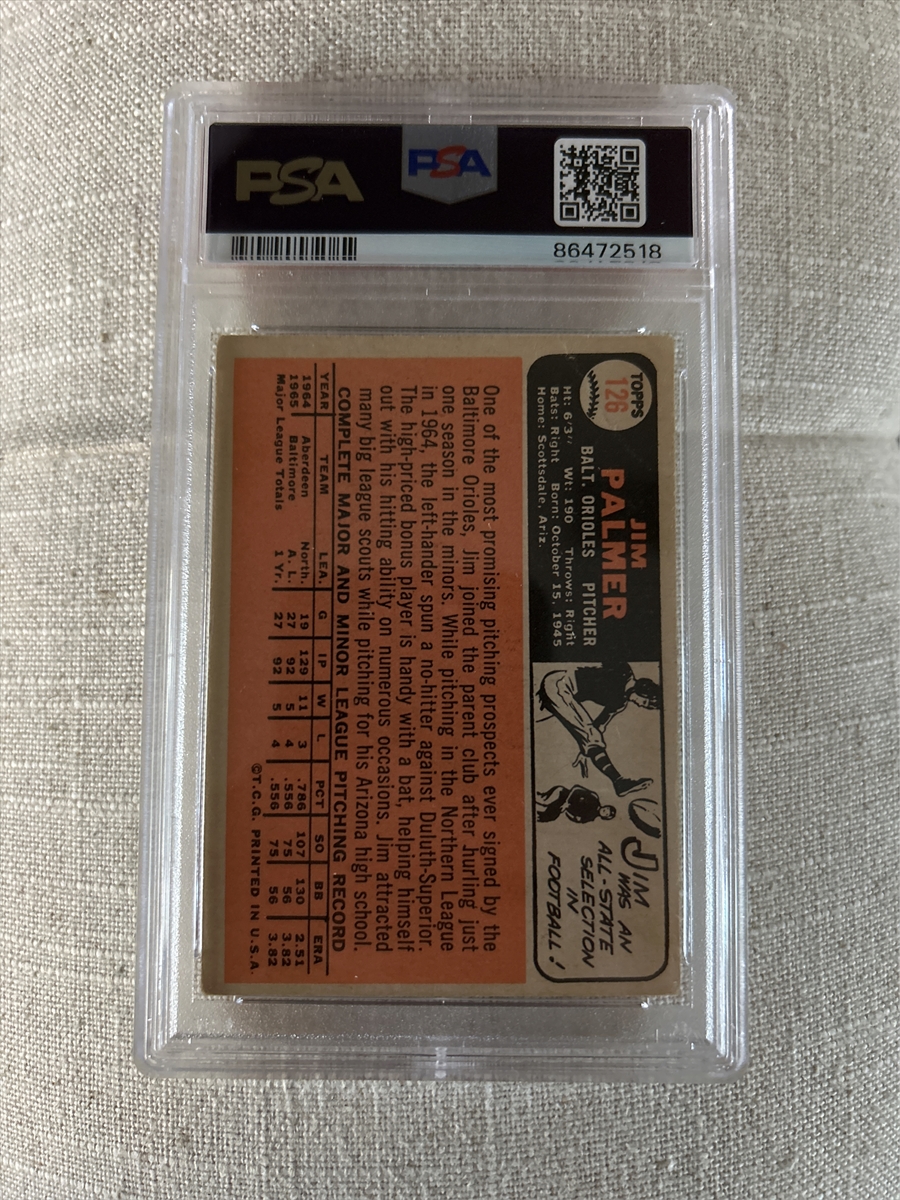 PSA
PSA
86472518
TOPPS
126
JIM
PALMER
BALT. ORIOLES PITCHER
Ht: 6'3" Wt: 190 Throws: Right
Bats: Right Born: October 15, 1945
Home: Scottsdale, Ariz.
JIM
WAS AN
ALL-STATE
SELECTION
IN
FOOTBALL!
One of the most-promising pitching prospects ever signed by the
Baltimore Orioles, Jim joined the parent club after hurling just
one season in the minors. While pitching in the Northern League
in 1964, the left-hander spun a no-hitter against Duluth-Superior.
The high-priced bonus player is handy with a bat, helping himself
out with his hitting ability on numerous occasions. Jim attracted
many big league scouts while pitching for his Arizona high school.
COMPLETE MAJOR AND MINOR LEAGUE PITCHING RECORD
YEAR TEAM LEA. G IP W L PCT SO BB ERA
1964 Aberdeen North. 19 129 11 3 .786 107 130 2.51
1965 Baltimore A. L. 27 92 5 4 .556 75 56 3.82
Major League Totals 1 Yr. 27 92 5 4 .556 75 56 3.82
©T.C.G. PRINTED IN U.S.A.